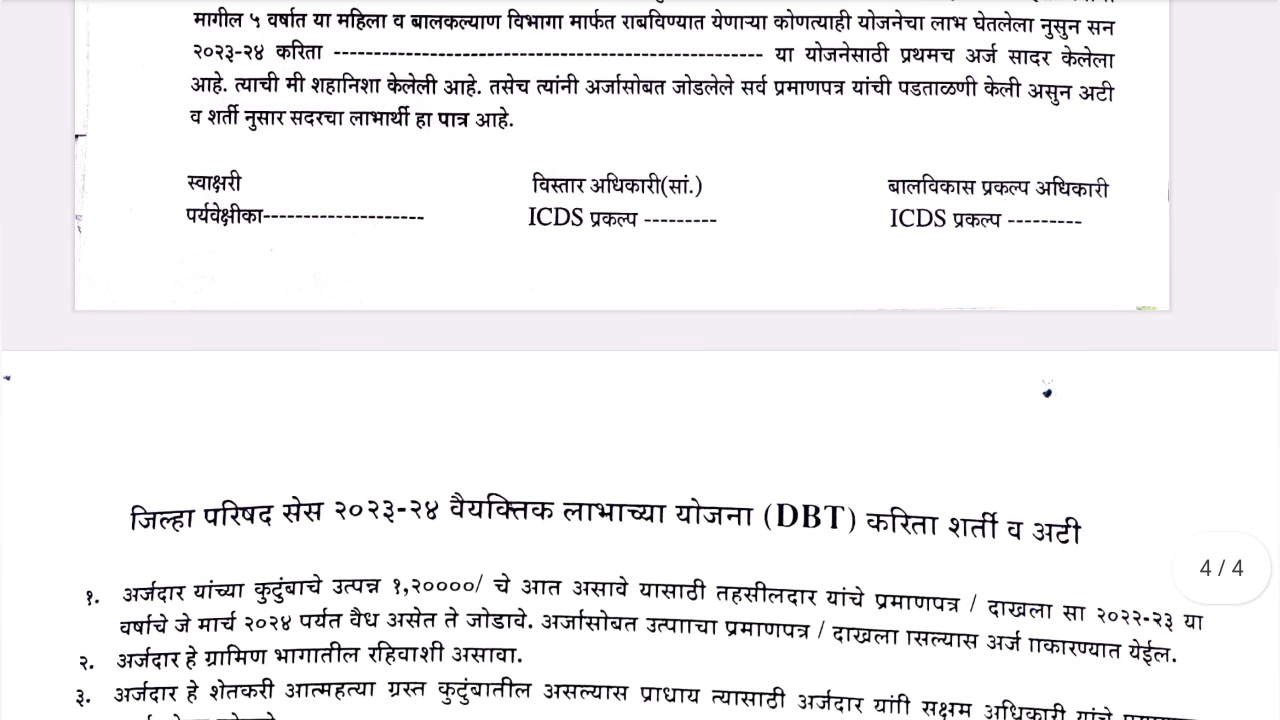 मागील ५ वर्षात या महिला व बालकल्याण विभागा मार्फत राबविण्यात येणाऱ्या कोणत्याही योजनेचा लाभ घेतलेला नुसुन सन
२०२३-२४ करिता ------------------------------------------------------ या योजनेसाठी प्रथमच अर्ज सादर केलेला
आहे. त्याची मी शहानिशा केलेली आहे. तसेच त्यांनी अर्जासोबत जोडलेले सर्व प्रमाणपत्र यांची पडताळणी केली असुन अटी
व शर्ती नुसार सदरचा लाभार्थी हा पात्र आहे.
स्वाक्षरी विस्तार अधिकारी(सां.) बालविकास प्रकल्प अधिकारी
पर्यवेक्षीका-------------------- ICDS प्रकल्प --------- ICDS प्रकल्प ---------
जिल्हा परिषद सेस २०२३-२४ वैयक्तिक लाभाच्या योजना (DBT) करिता शर्ती व अटी
4 / 4
१. अर्जदार यांच्या कुटुंबाचे उत्पन्न १,२००००/ चे आत असावे यासाठी तहसीलदार यांचे प्रमाणपत्र / दाखला सा २०२२-२३ या
वर्षाचे जे मार्च २०२४ पर्यत वैध असेत ते जोडावे. अर्जासोबत उत्पााचा प्रमाणपत्र / दाखला ासिल्यास अर्ज ााकारण्यात येईल.
२. अर्जदार हे ग्रामिण भागातील रहिवाशी असावा.
३. अर्जदार हे शेतकरी आत्महत्या ग्रस्त कुटुंबातील असल्यास प्राधाय त्यासाठी अर्जदार यांाी सक्षम अधिकारी यांचे